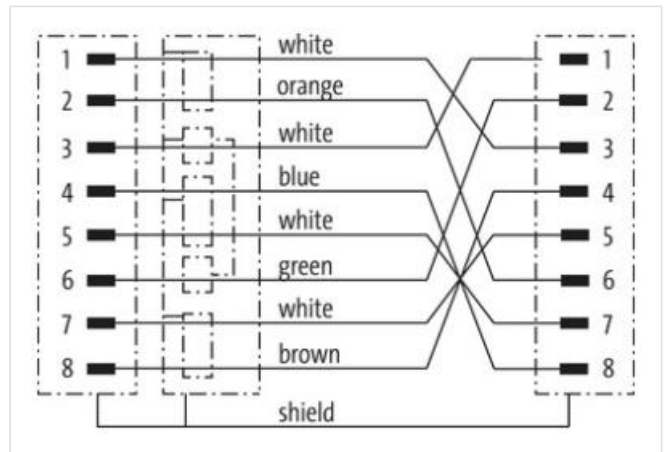 1 white 1
2 orange 2
3 white 3
4 blue 4
5 white 5
6 green 6
7 white 7
8 brown 8
shield